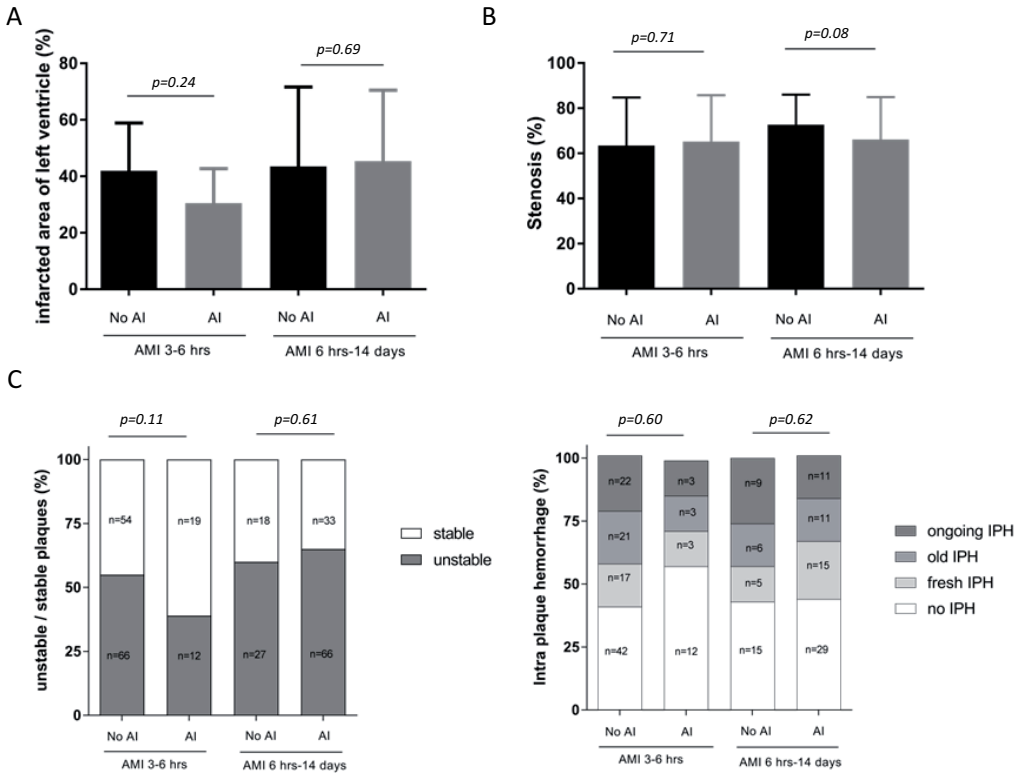 A
infarcted area of left ventricle (%)
80
60
40
20
0
p=0.24
p=0.69
No AI
AI
No AI
AI
AMI 3-6 hrs
AMI 6 hrs-14 days
B
Stenosis (%)
100
80
60
40
20
0
p=0.71
p=0.08
No AI
AI
No AI
AI
AMI 3-6 hrs
AMI 6 hrs-14 days
C
unstable / stable plaques (%)
100
75
50
25
0
p=0.11
p=0.61
n=54
n=19
n=18
n=33
n=66
n=12
n=27
n=66
No AI
AI
No AI
AI
AMI 3-6 hrs
AMI 6 hrs-14 days
stable
unstable
Intra plaque hemorrhage (%)
100
75
50
25
0
p=0.60
p=0.62
n=22
n=3
n=9
n=11
n=21
n=3
n=6
n=11
n=17
n=3
n=5
n=15
n=42
n=12
n=15
n=29
No AI
AI
No AI
AI
AMI 3-6 hrs
AMI 6 hrs-14 days
ongoing IPH
old IPH
fresh IPH
no IPH